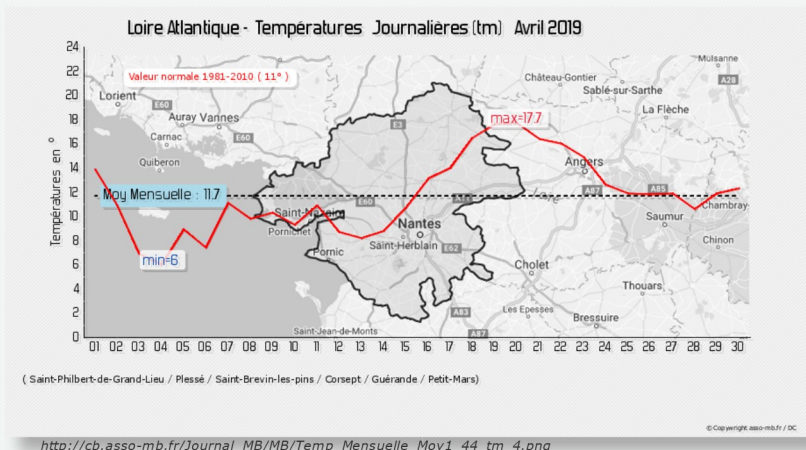 Loire Atlantique - Températures Journalières (tm) Avril 2019
Températures en °
24
22
20
18
16
14
12
10
8
6
4
2
0
Valeur normale 1981-2010 ( 11° )
Mulsanne
Château-Gontier
A28
Sablé-sur-Sarthe
Lorient
E60
La Flèche
Auray Vannes
max=17.7
E3
Carnac
E60
Quiberon
Angers
Moy Mensuelle : 11.7
A11
Loire
A87
A85
E60
Chambray-
Saint-Nazaire
Saumur
Nantes
Pornichet
Saint-Herblain
Chinon
Pornic
E62
min=6
Cholet
Thouars
Les Epesses
A83
Bressuire
Saint-Jean-de-Monts
A87
01 02 03 04 05 06 07 08 09 10 11 12 13 14 15 16 17 18 19 20 21 22 23 24 25 26 27 28 29 30
( Saint-Philbert-de-Grand-Lieu / Plessé / Saint-Brevin-les-pins / Corsept / Guérande / Petit-Mars)
©Copywright asso-mb.fr / DC
http://cb.asso-mb.fr/Journal_MB/MB/Temp_Mensuelle_Moy1_44_tm_4.png